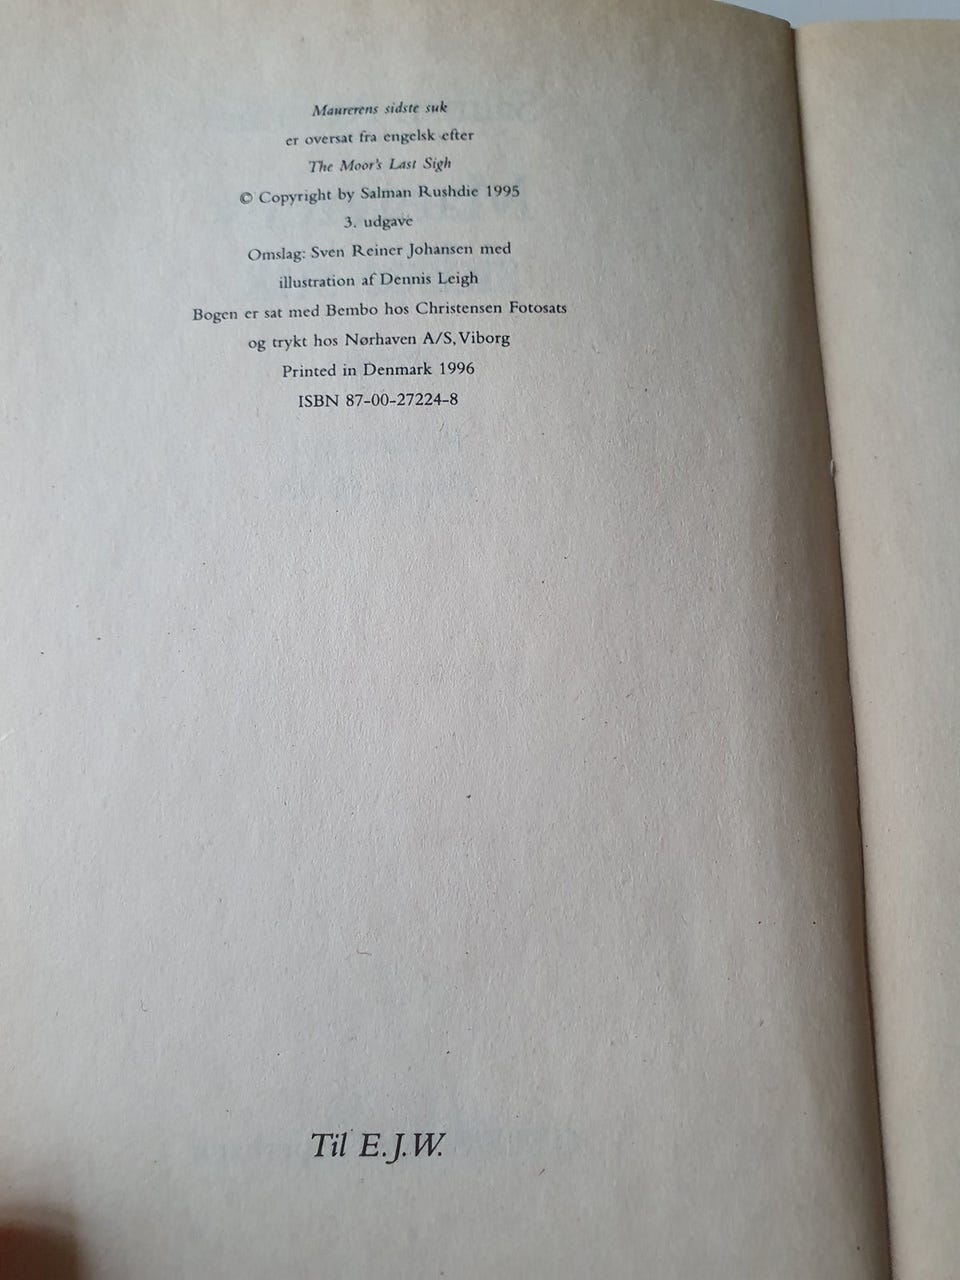 Maurerens sidste suk
er oversat fra engelsk efter
The Moor's Last Sigh
© Copyright by Salman Rushdie 1995
3. udgave
Omslag: Sven Reiner Johansen med
illustration af Dennis Leigh
Bogen er sat med Bembo hos Christensen Fotosats
og trykt hos Nørhaven A/S, Viborg
Printed in Denmark 1996
ISBN 87-00-27224-8
Til E.J.W.